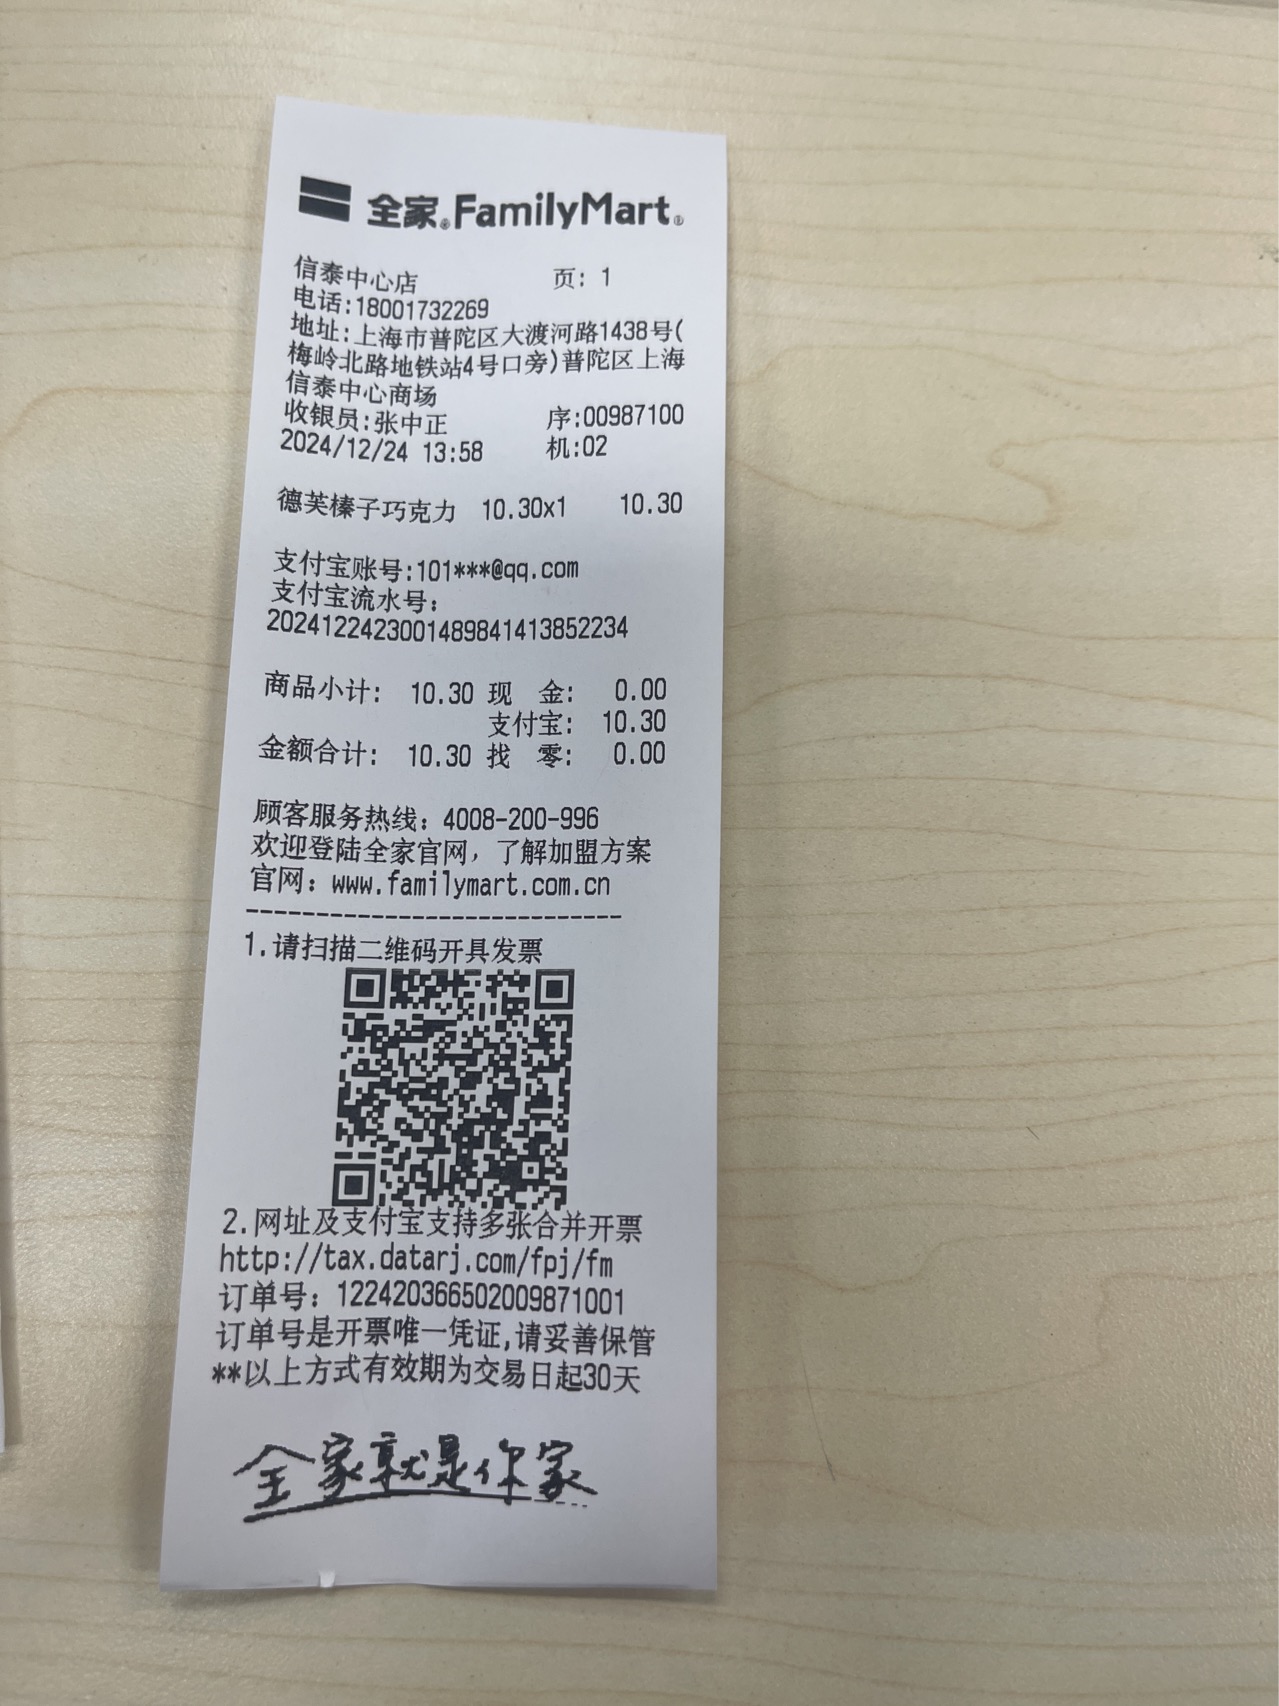 全家®FamilyMart®
信泰中心店 页: 1
电话:18001732269
地址:上海市普陀区大渡河路1438号(
梅岭北路地铁站4号口旁)普陀区上海
信泰中心商场
收银员:张中正 序:00987100
2024/12/24 13:58 机:02
德芙榛子巧克力 10.30x1 10.30
支付宝账号:101***@qq.com
支付宝流水号:
2024122423001489841413852234
商品小计: 10.30 现 金: 0.00
支付宝: 10.30
金额合计: 10.30 找 零: 0.00
顾客服务热线: 4008-200-996
欢迎登陆全家官网，了解加盟方案
官网: www.familymart.com.cn
----------------------------
1.请扫描二维码开具发票
2.网址及支付宝支持多张合并开票
http://tax.datarj.com/fpj/fm
订单号: 122420366502009871001
订单号是开票唯一凭证,请妥善保管
**以上方式有效期为交易日起30天
全家就是你家